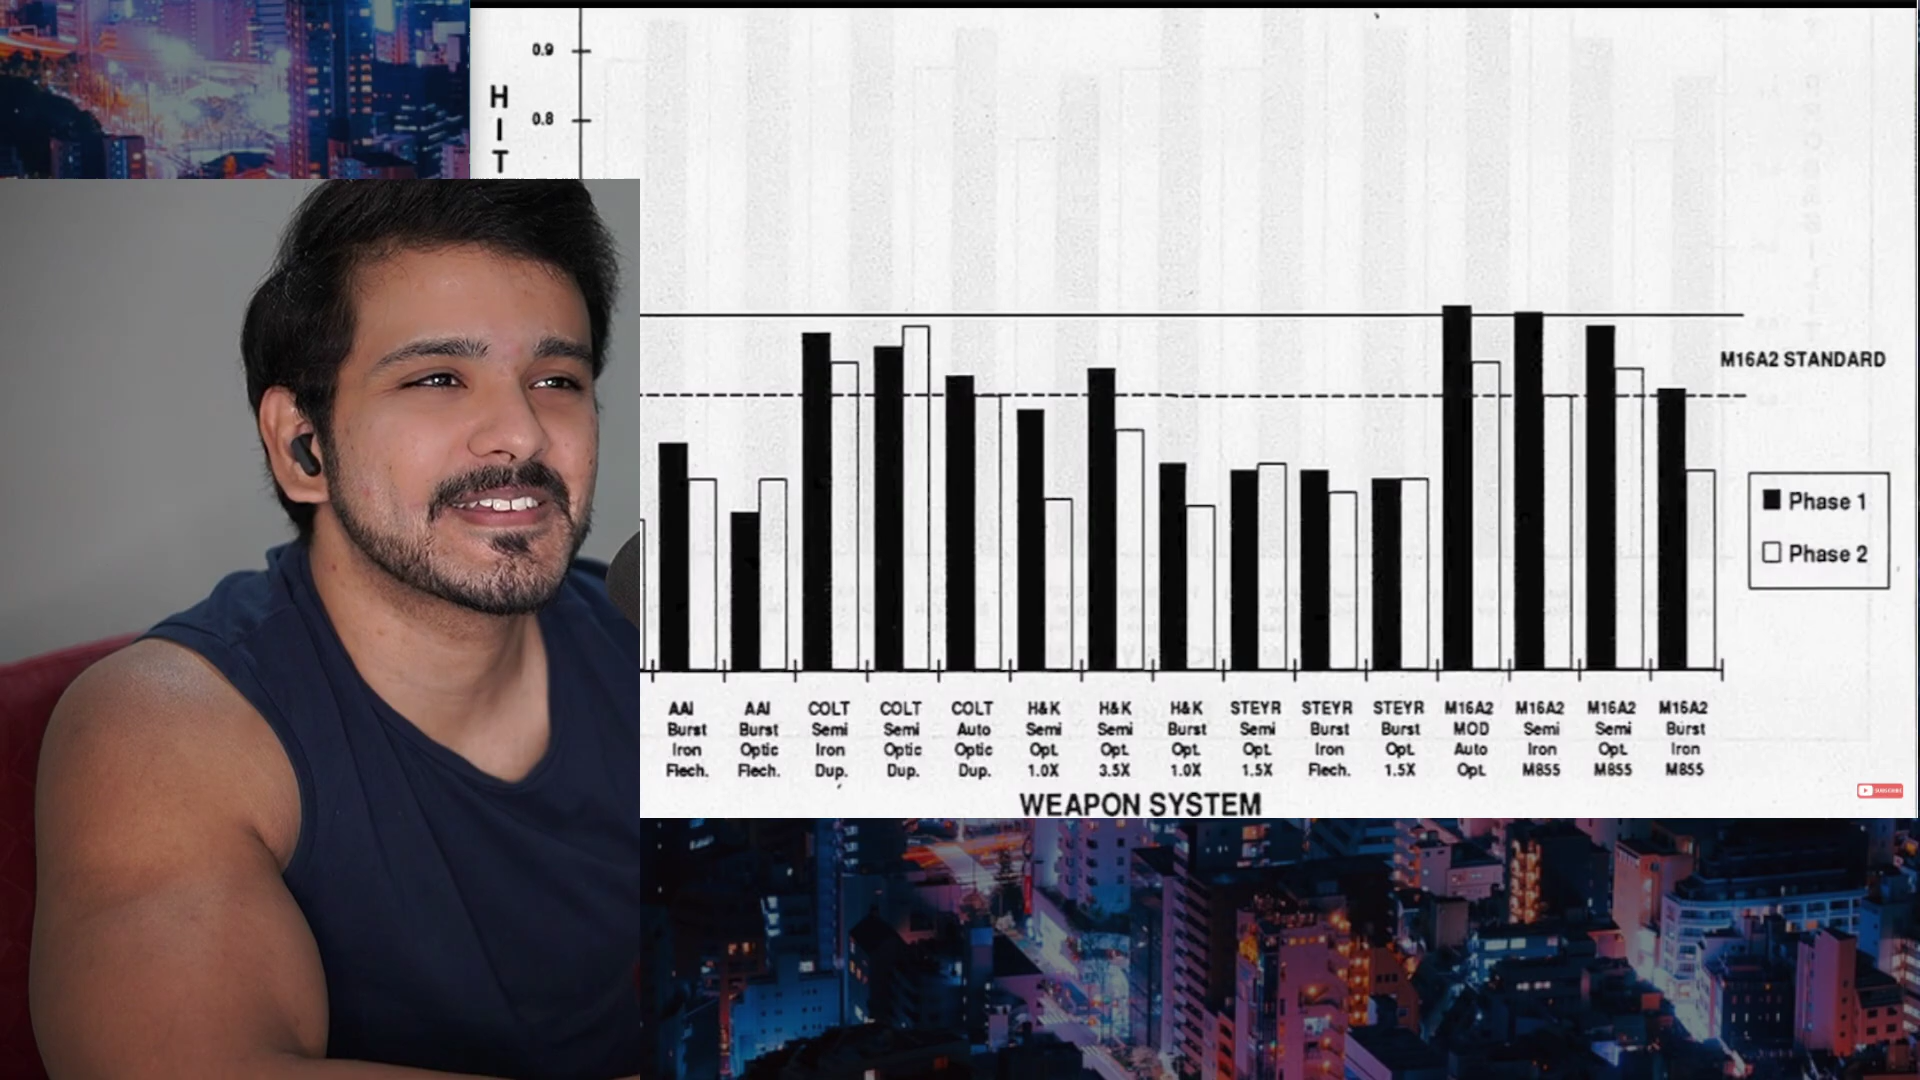 0.9
0.8
H
I
T
M16A2 STANDARD
Phase 1
Phase 2
AAI Burst Iron Flech.
AAI Burst Optic Flech.
COLT Semi Iron Dup.
COLT Semi Optic Dup.
COLT Auto Optic Dup.
H&K Semi Opt. 1.0X
H&K Semi Opt. 3.5X
H&K Burst Opt. 1.0X
STEYR Semi Opt. 1.5X
STEYR Burst Iron Flech.
STEYR Burst Opt. 1.5X
M16A2 MOD Auto Opt.
M16A2 Semi Iron M855
M16A2 Semi Opt. M855
M16A2 Burst Iron M855
WEAPON SYSTEM
SUBSCRIBE